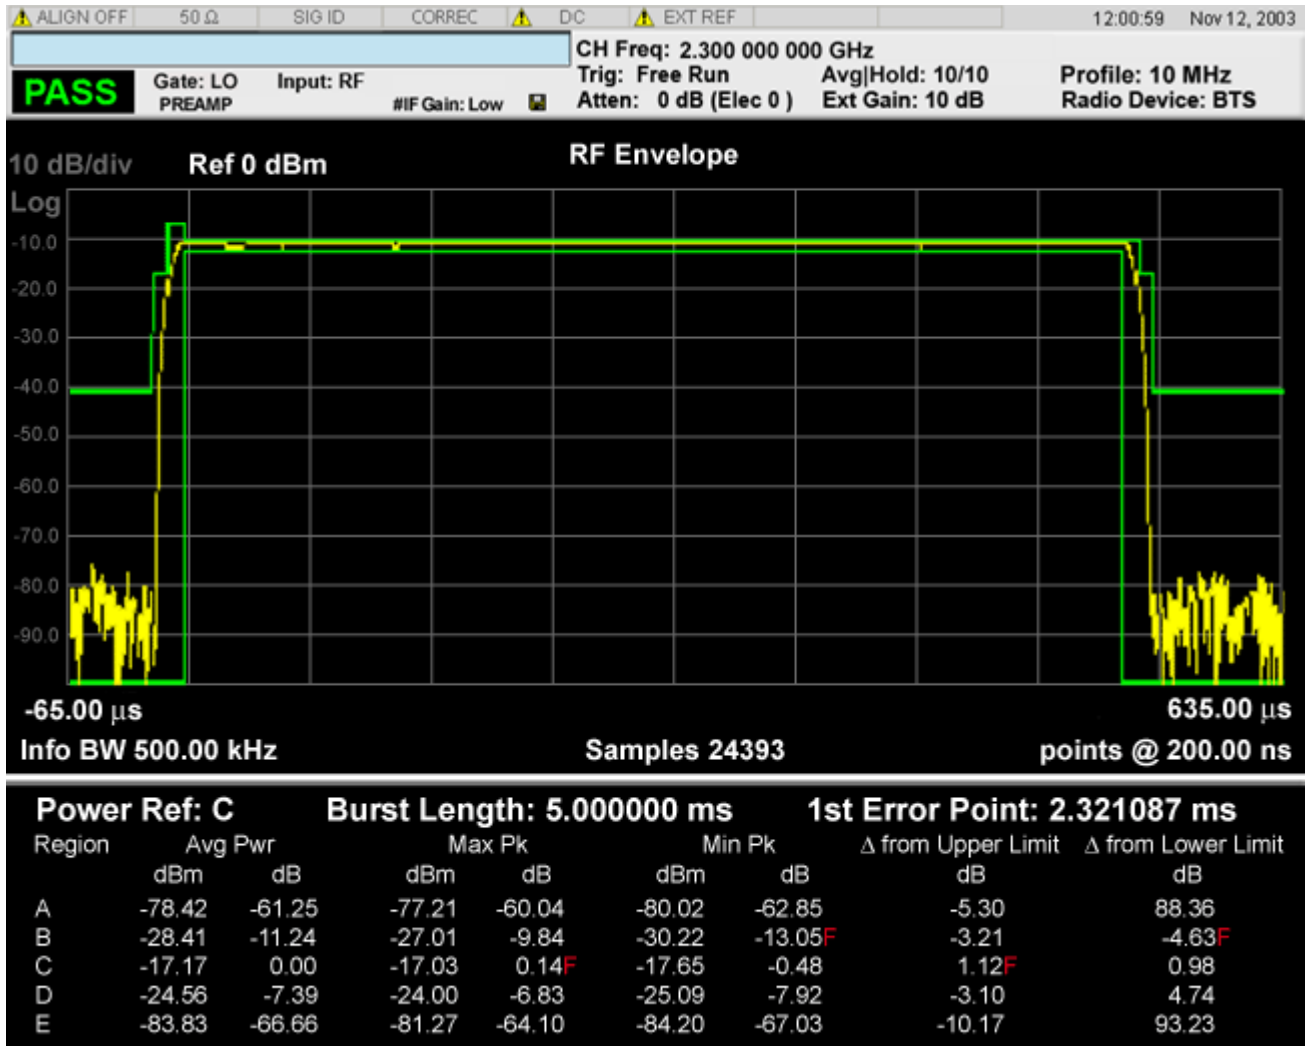 ALIGN OFF 50 Ω SIG ID CORREC DC EXT REF 12:00:59 Nov 12, 2003
CH Freq: 2.300 000 000 GHz
PASS Gate: LO Input: RF Trig: Free Run Avg|Hold: 10/10 Profile: 10 MHz
PREAMP #IF Gain: Low Atten: 0 dB (Elec 0 ) Ext Gain: 10 dB Radio Device: BTS
10 dB/div Ref 0 dBm RF Envelope
Log
-10.0
-20.0
-30.0
-40.0
-50.0
-60.0
-70.0
-80.0
-90.0
-65.00 μs 635.00 μs
Info BW 500.00 kHz Samples 24393 points @ 200.00 ns
Power Ref: C Burst Length: 5.000000 ms 1st Error Point: 2.321087 ms
Region Avg Pwr Max Pk Min Pk Δ from Upper Limit Δ from Lower Limit
dBm dB dBm dB dBm dB dB dB
A -78.42 -61.25 -77.21 -60.04 -80.02 -62.85 -5.30 88.36
B -28.41 -11.24 -27.01 -9.84 -30.22 -13.05F -3.21 -4.63F
C -17.17 0.00 -17.03 0.14F -17.65 -0.48 1.12F 0.98
D -24.56 -7.39 -24.00 -6.83 -25.09 -7.92 -3.10 4.74
E -83.83 -66.66 -81.27 -64.10 -84.20 -67.03 -10.17 93.23